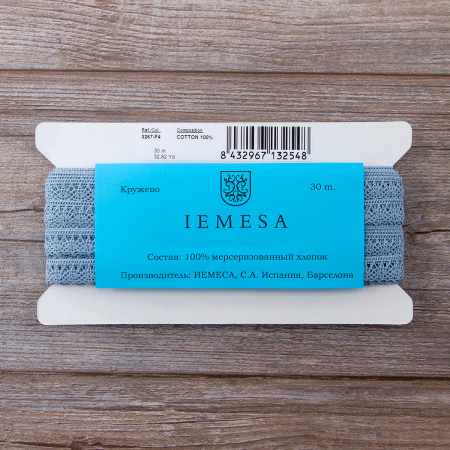 Ref./Col. Composition
3267-F4 COTTON 100%
30 m
32.82 Yd
8 432967 132548
Кружево 30 m.
IEMESA
Состав: 100% мерсеризованный хлопок
Производитель: ИЕМЕСА, С.А. Испания, Барселона